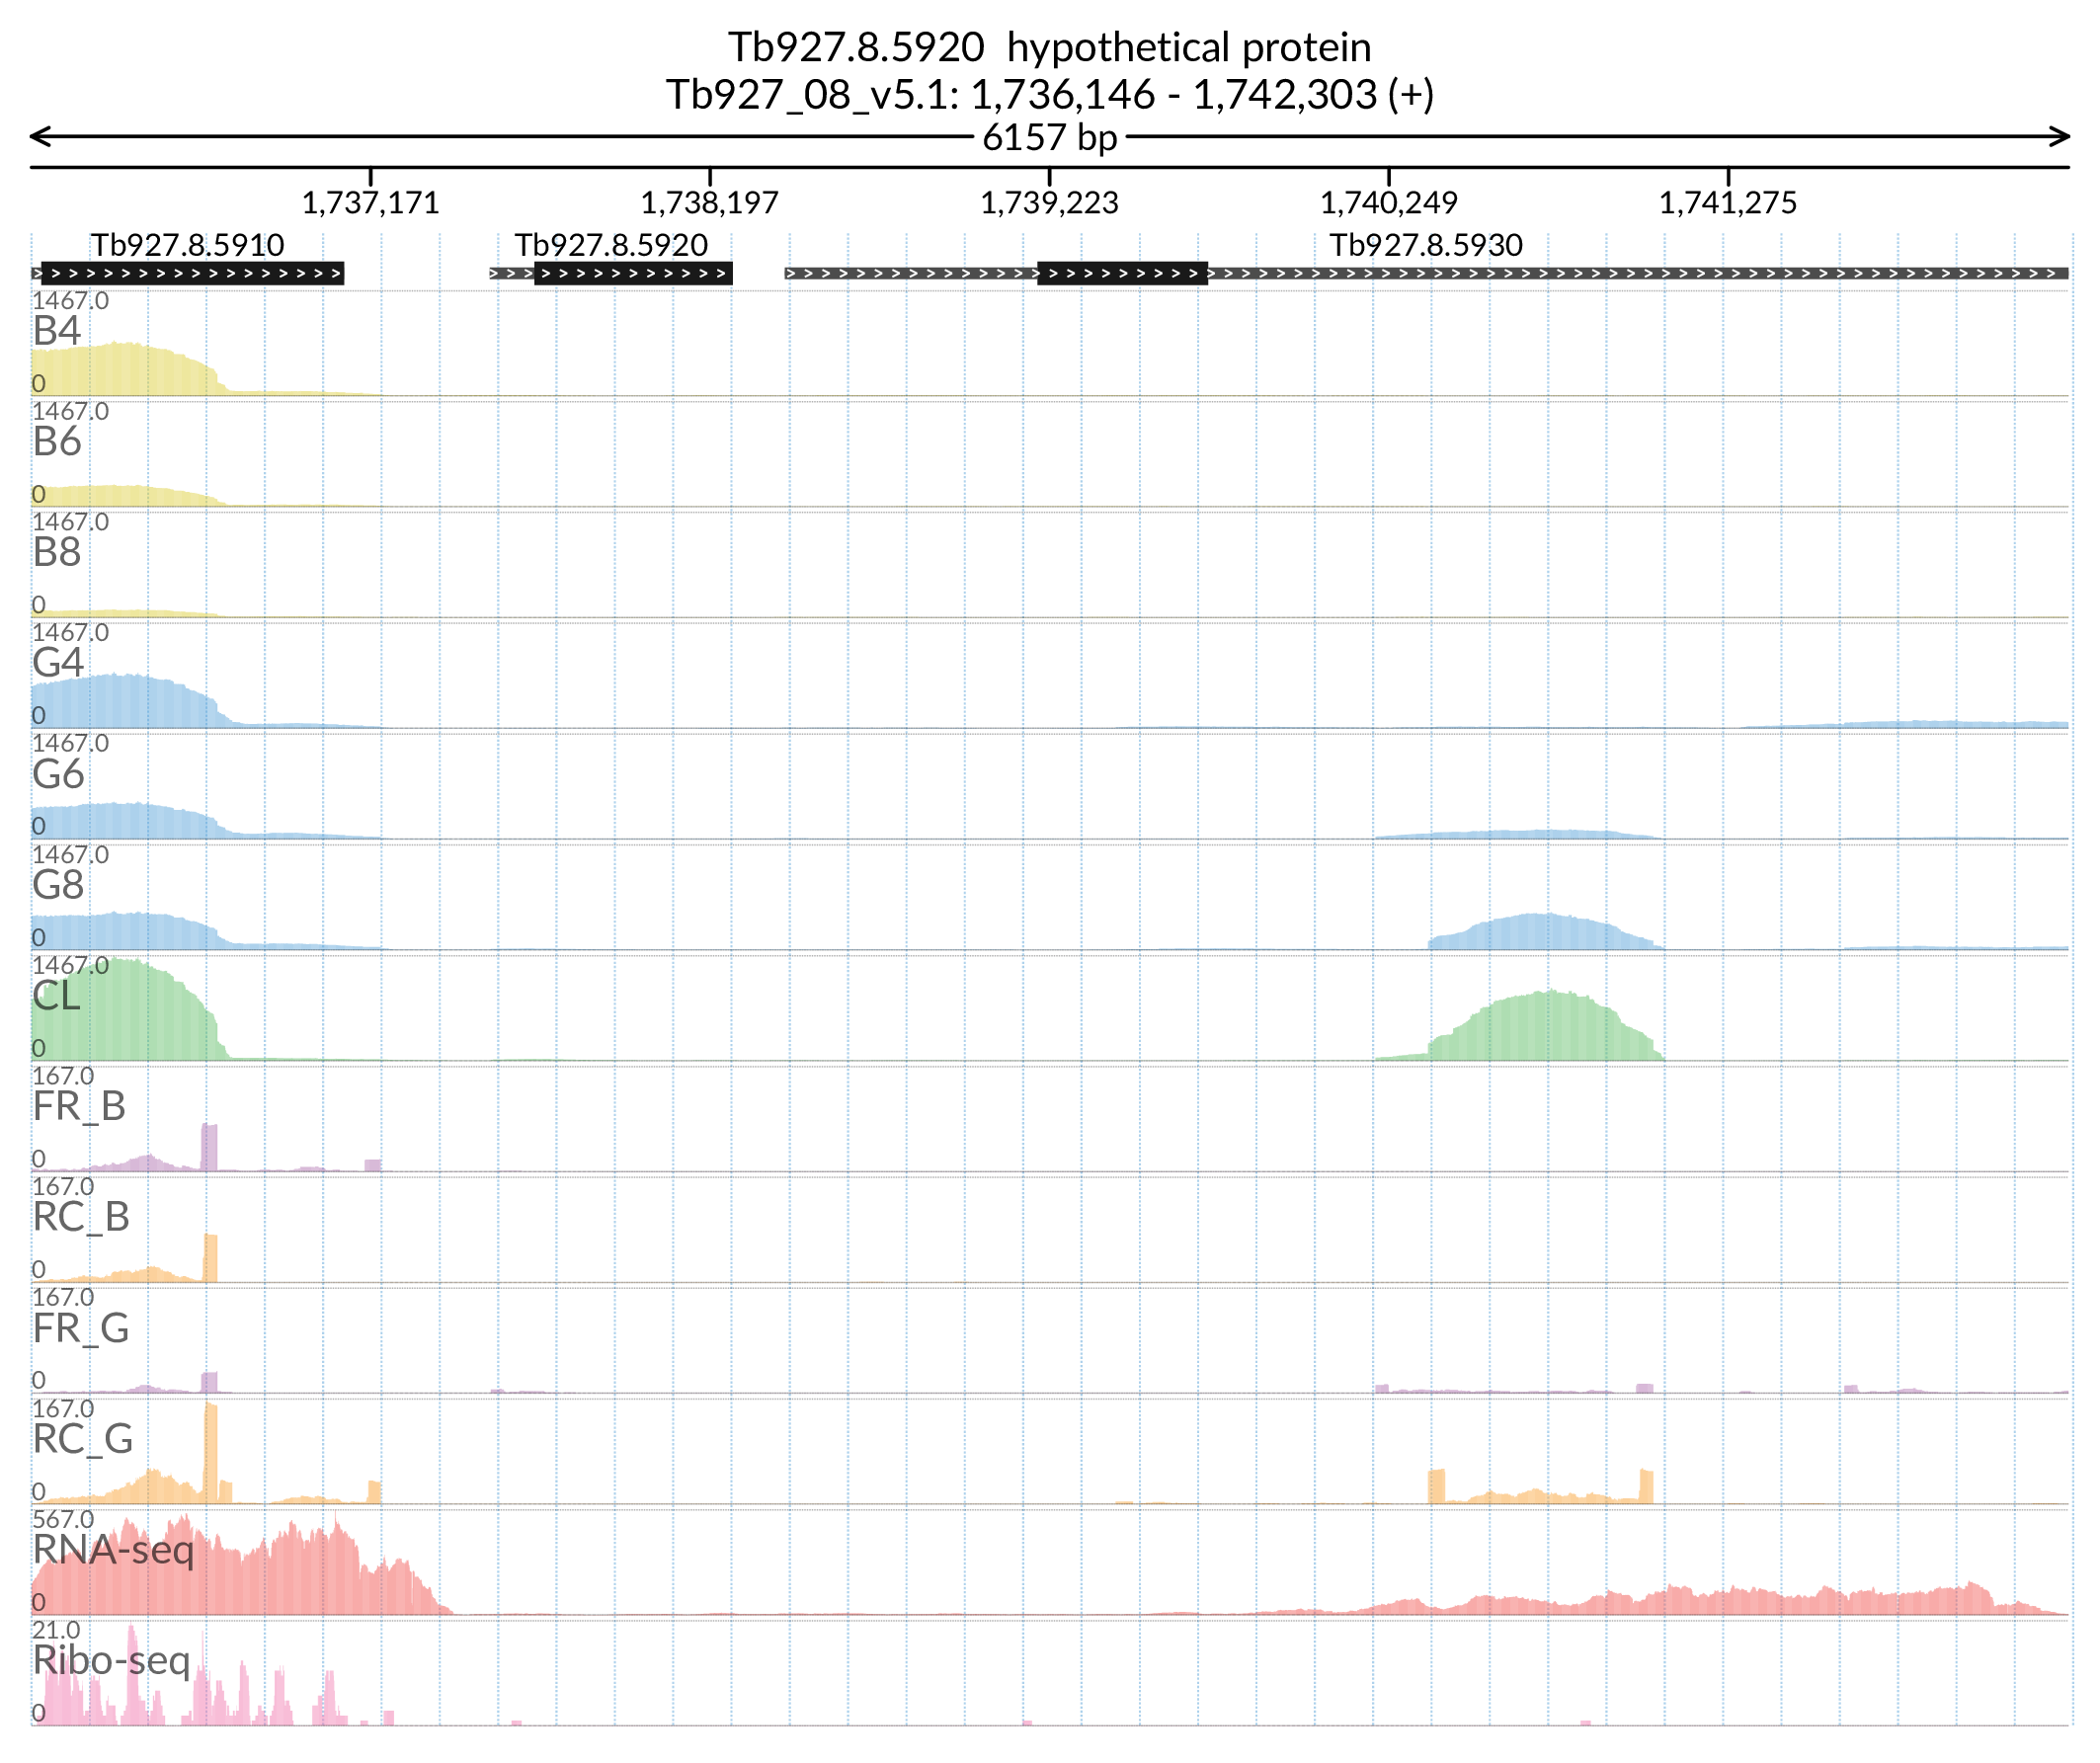 Tb927.8.5920 hypothetical protein
Tb927_08_v5.1: 1,736,146 - 1,742,303 (+)
6157 bp
1,737,171 1,738,197 1,739,223 1,740,249 1,741,275
Tb927.8.5910 Tb927.8.5920 Tb927.8.5930
1467.0
B4
0
1467.0
B6
0
1467.0
B8
0
1467.0
G4
0
1467.0
G6
0
1467.0
G8
0
1467.0
CL
0
167.0
FR_B
0
167.0
RC_B
0
167.0
FR_G
0
167.0
RC_G
0
567.0
RNA-seq
0
21.0
Ribo-seq
0